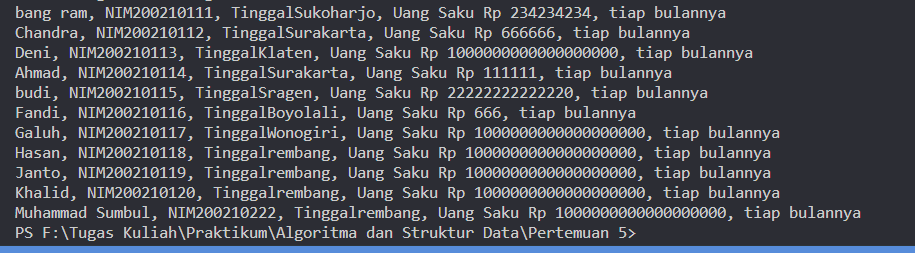 bang ram, NIM200210111, TinggalSukoharjo, Uang Saku Rp 234234234, tiap bulannya
Chandra, NIM200210112, TinggalSurakarta, Uang Saku Rp 666666, tiap bulannya
Deni, NIM200210113, TinggalKlaten, Uang Saku Rp 1000000000000000000, tiap bulannya
Ahmad, NIM200210114, TinggalSurakarta, Uang Saku Rp 111111, tiap bulannya
budi, NIM200210115, TinggalSragen, Uang Saku Rp 22222222222220, tiap bulannya
Fandi, NIM200210116, TinggalBoyolali, Uang Saku Rp 666, tiap bulannya
Galuh, NIM200210117, TinggalWonogiri, Uang Saku Rp 1000000000000000000, tiap bulannya
Hasan, NIM200210118, Tinggalrembang, Uang Saku Rp 1000000000000000000, tiap bulannya
Janto, NIM200210119, Tinggalrembang, Uang Saku Rp 1000000000000000000, tiap bulannya
Khalid, NIM200210120, Tinggalrembang, Uang Saku Rp 1000000000000000000, tiap bulannya
Muhammad Sumbul, NIM200210222, Tinggalrembang, Uang Saku Rp 1000000000000000000, tiap bulannya
PS F:\Tugas Kuliah\Praktikum\Algoritma dan Struktur Data\Pertemuan 5>